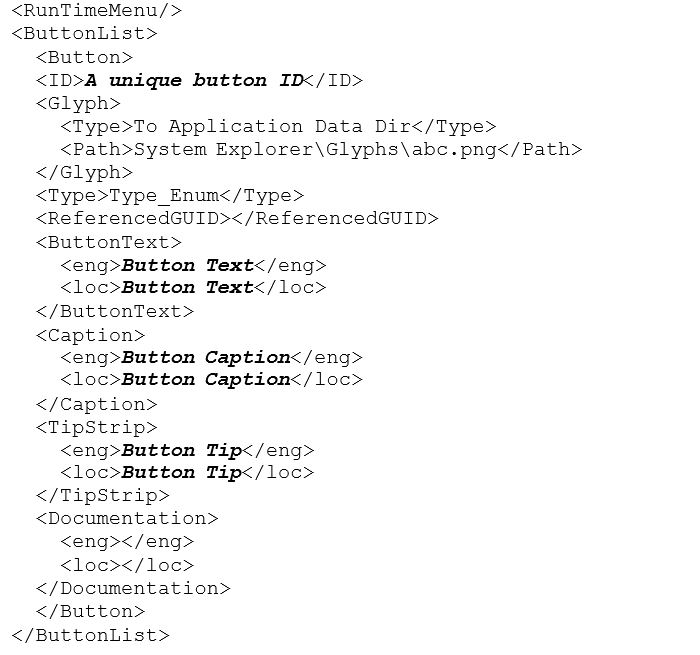 <RunTimeMenu/>
<ButtonList>
  <Button>
  <ID>A unique button ID</ID>
  <Glyph>
    <Type>To Application Data Dir</Type>
    <Path>System Explorer\Glyphs\abc.png</Path>
  </Glyph>
  <Type>Type_Enum</Type>
  <ReferencedGUID></ReferencedGUID>
  <ButtonText>
    <eng>Button Text</eng>
    <loc>Button Text</loc>
  </ButtonText>
  <Caption>
    <eng>Button Caption</eng>
    <loc>Button Caption</loc>
  </Caption>
  <TipStrip>
    <eng>Button Tip</eng>
    <loc>Button Tip</loc>
  </TipStrip>
  <Documentation>
    <eng></eng>
    <loc></loc>
  </Documentation>
  </Button>
</ButtonList>